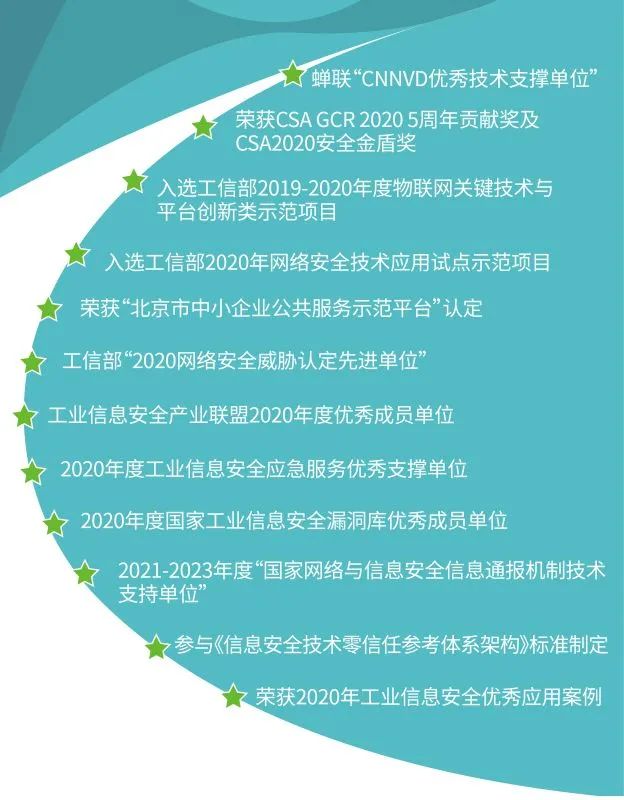 蝉联“CNNVD优秀技术支撑单位”
荣获CSA GCR 2020 5周年贡献奖及
CSA2020安全金盾奖
入选工信部2019-2020年度物联网关键技术与
平台创新类示范项目
入选工信部2020年网络安全技术应用试点示范项目
荣获“北京市中小企业公共服务示范平台”认定
工信部“2020网络安全威胁认定先进单位”
工业信息安全产业联盟2020年度优秀成员单位
2020年度工业信息安全应急服务优秀支撑单位
2020年度国家工业信息安全漏洞库优秀成员单位
2021-2023年度“国家网络与信息安全信息通报机制技术
支持单位”
参与《信息安全技术零信任参考体系架构》标准制定
荣获2020年工业信息安全优秀应用案例